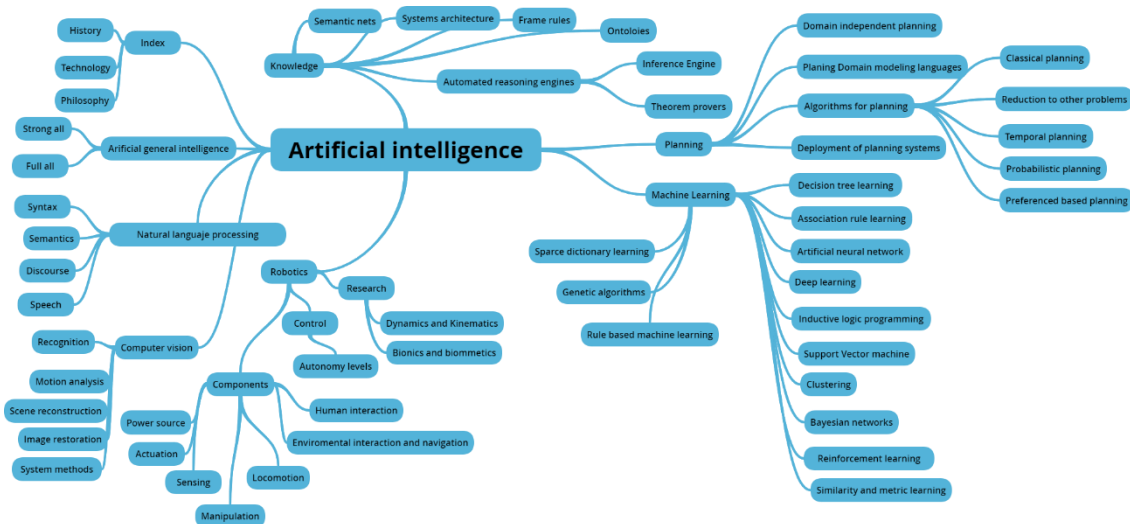 Artificial intelligence
Index
History
Technology
Philosophy
Arificial general intelligence
Strong all
Full all
Natural languaje processing
Syntax
Semantics
Discourse
Speech
Computer vision
Recognition
Motion analysis
Scene reconstruction
Image restoration
System methods
Knowledge
Semantic nets
Systems architecture
Frame rules
Ontoloies
Automated reasoning engines
Inference Engine
Theorem provers
Robotics
Research
Dynamics and Kinematics
Bionics and biommetics
Control
Autonomy levels
Components
Power source
Actuation
Sensing
Manipulation
Locomotion
Enviromental interaction and navigation
Human interaction
Planning
Domain independent planning
Planing Domain modeling languages
Algorithms for planning
Classical planning
Reduction to other problems
Temporal planning
Probabilistic planning
Preferenced based planning
Deployment of planning systems
Machine Learning
Decision tree learning
Association rule learning
Artificial neural network
Deep learning
Inductive logic programming
Support Vector machine
Clustering
Bayesian networks
Reinforcement learning
Similarity and metric learning
Sparce dictionary learning
Genetic algorithms
Rule based machine learning